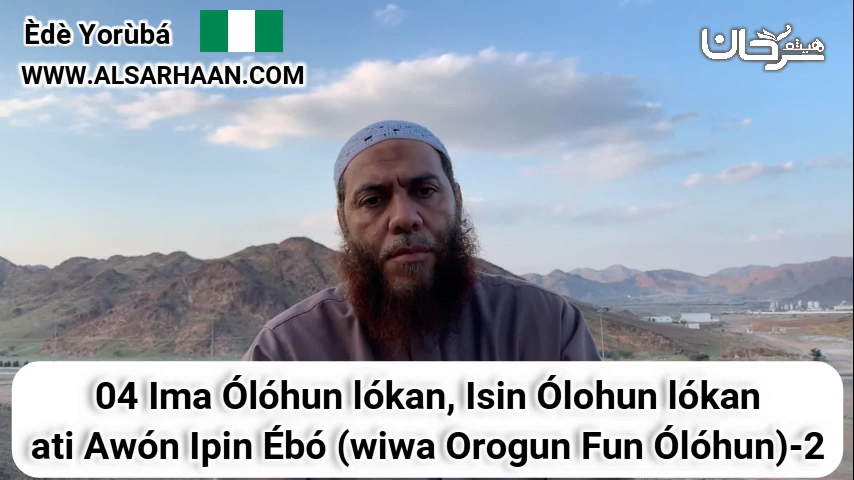 Èdè Yorùbá
WWW.ALSARHAAN.COM
هيثم
سرحان
04 Ima Ólóhun lókan, Isin Ólohun lókan
ati Awón Ipin Ébó (wiwa Orogun Fun Ólóhun)-2